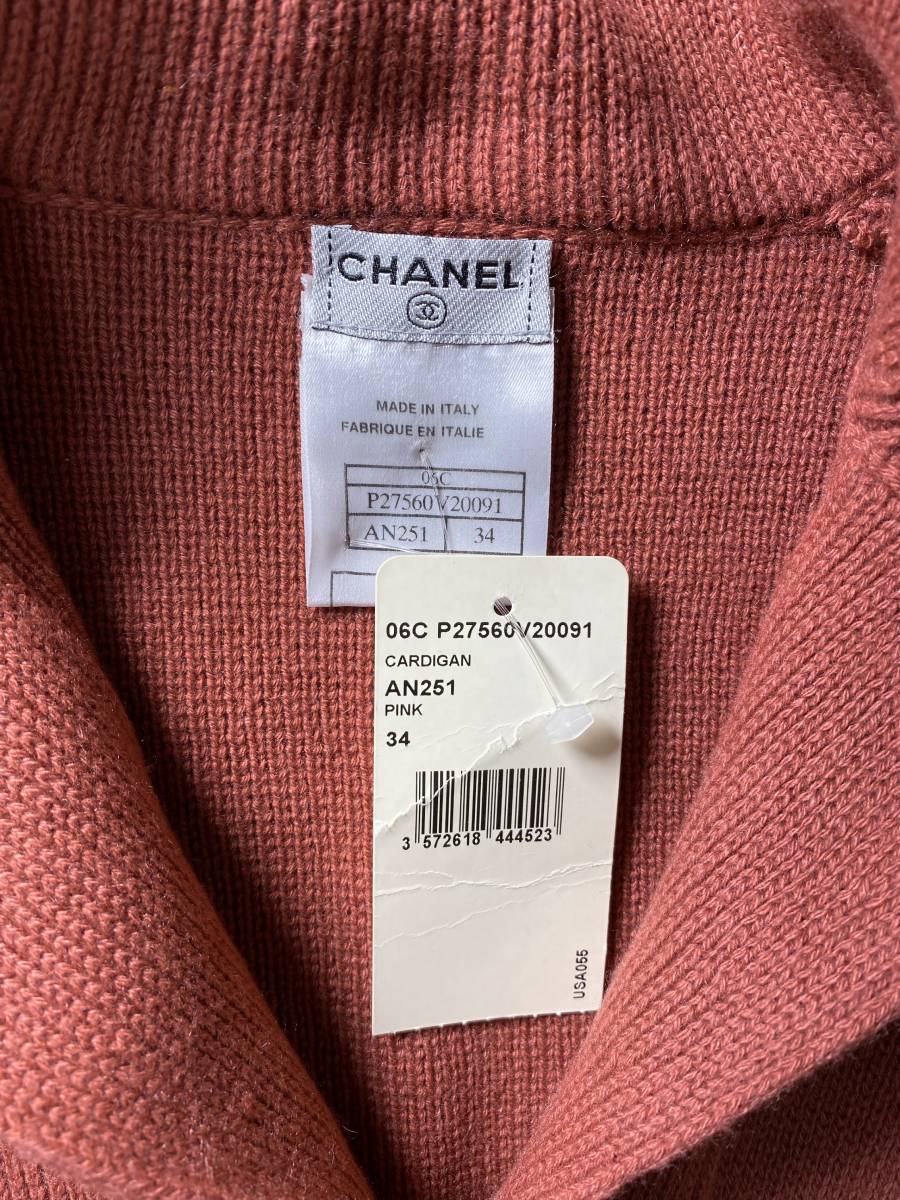 CHANEL
MADE IN ITALY
FABRIQUE EN ITALIE
06C
P27560V20091
AN251 34
06C P27560V20091
CARDIGAN
AN251
PINK
34
3 572618 444523
USA055